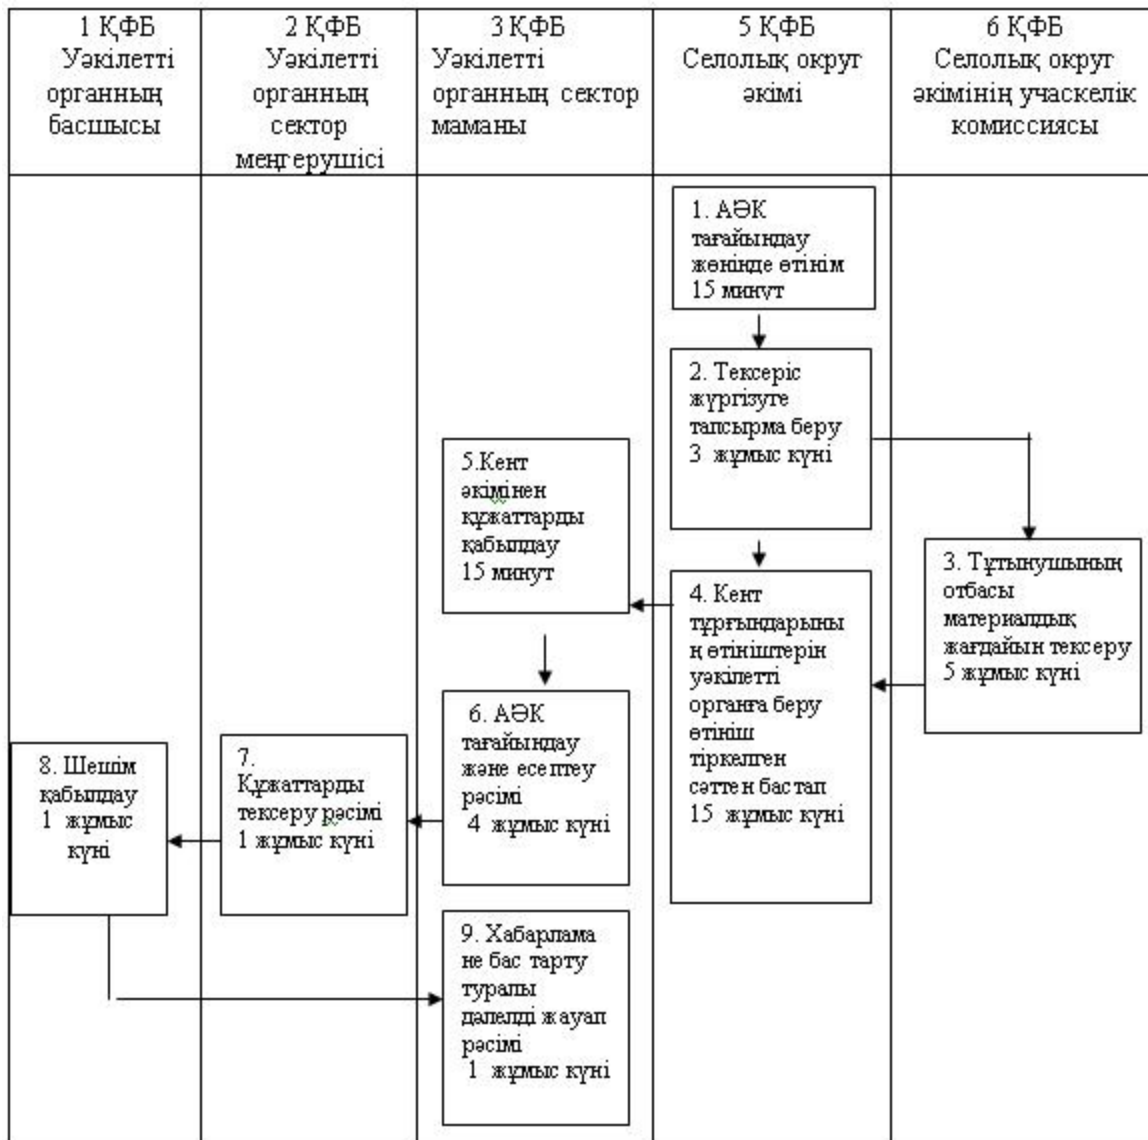 1 ҚФБ
Уәкілетті
органның
басшысы
2 ҚФБ
Уәкілетті
органның
сектор
меңгерушісі
3 ҚФБ
Уәкілетті
органның сектор
маманы
5 ҚФБ
Селолық округ
әкімі
6 ҚФБ
Селолық округ
әкімінің учаскелік
комиссиясы
1. АӘК
тағайындау
жөнінде өтінім
15 минут
2. Тексеріс
жүргізуге
тапсырма беру
3 жұмыс күні
3. Тұтынушының
отбасы
материалдық
жағдайын тексеру
5 жұмыс күні
4. Кент
тұрғындарыны
ң өтініштерін
уәкілетті
органға беру
өтініш
тіркелген
сәттен бастап
15 жұмыс күні
5.Кент
әкімінен
құжаттарды
қабылдау
15 минут
6. АӘК
тағайындау
және есептеу
рәсімі
4 жұмыс күні
7.
Құжаттарды
тексеру рәсімі
1 жұмыс күні
8. Шешім
қабылдау
1 жұмыс
күні
9. Хабарлама
не бас тарту
туралы
дәлелді жауап
рәсімі
1 жұмыс күні